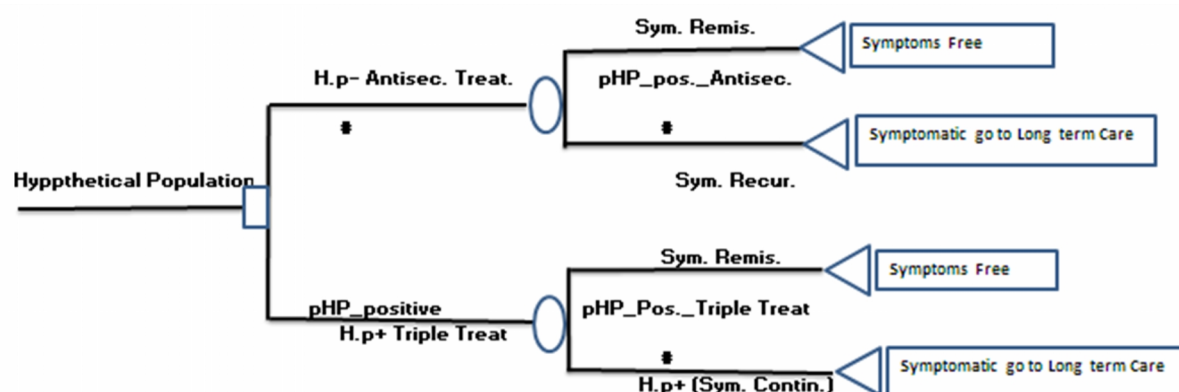 Sym. Remis.
Symptoms Free
H.p- Antisec. Treat.
pHP_pos._Antisec.
#
#
Symptomatic go to Long term Care
Hyppthetical Population
Sym. Recur.
Sym. Remis.
Symptoms Free
pHP_positive
pHP_Pos._Triple Treat
H.p+ Triple Treat
#
Symptomatic go to Long term Care
H.p+ (Sym. Contin.)